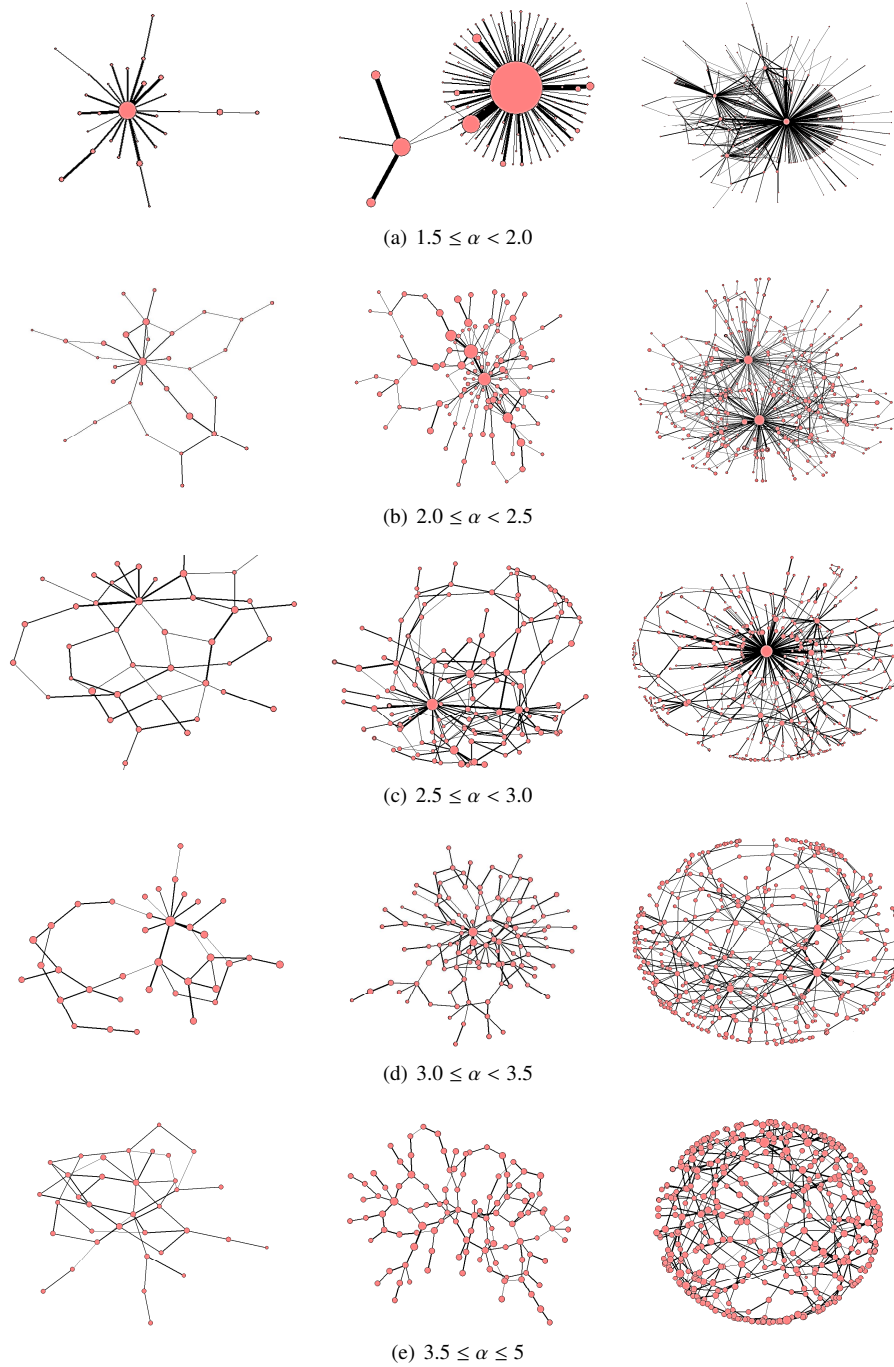 (a) 1.5 ≤ α < 2.0
(b) 2.0 ≤ α < 2.5
(c) 2.5 ≤ α < 3.0
(d) 3.0 ≤ α < 3.5
(e) 3.5 ≤ α ≤ 5